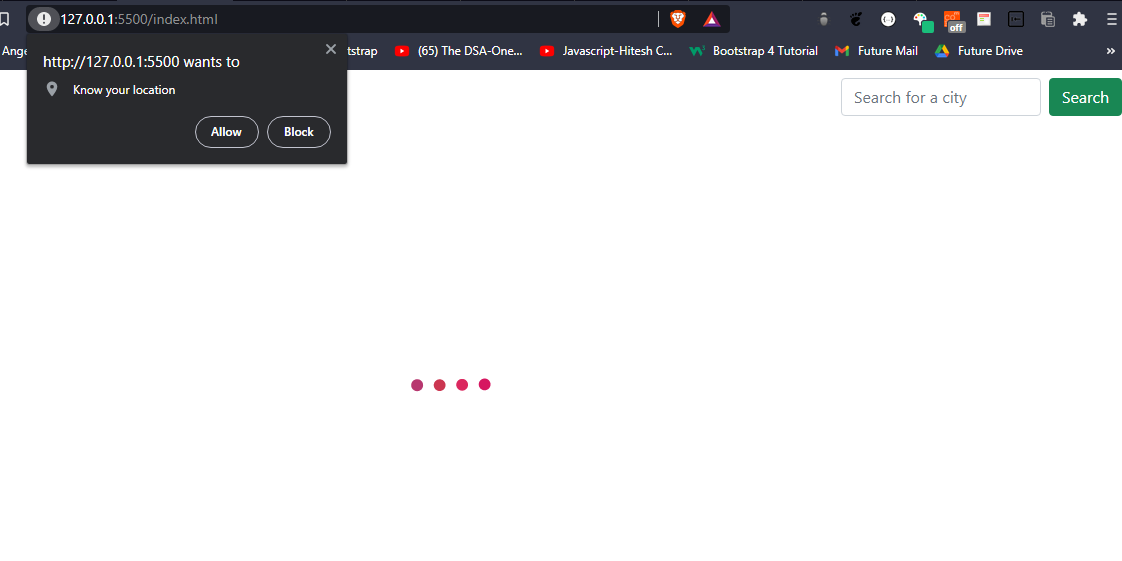 127.0.0.1:5500/index.html
off
Ange
tstrap
(65) The DSA-One...
Javascript-Hitesh C...
Bootstrap 4 Tutorial
Future Mail
Future Drive
»
http://127.0.0.1:5500 wants to
Know your location
Allow
Block
Search for a city
Search